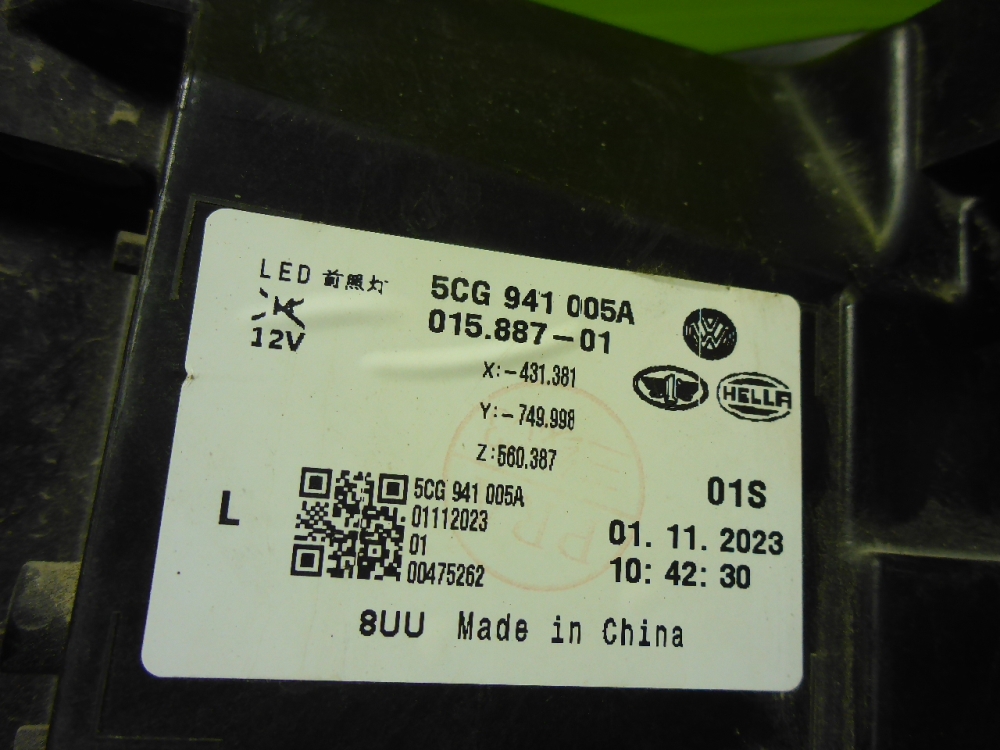 LED 前照灯
12V
5CG 941 005A
015.887-01
X:-431.381
Y:-749.998
Z:560.387
HELLA
L
5CG 941 005A
01112023
01
00475262
01S
01. 11. 2023
10: 42: 30
8UU Made in China